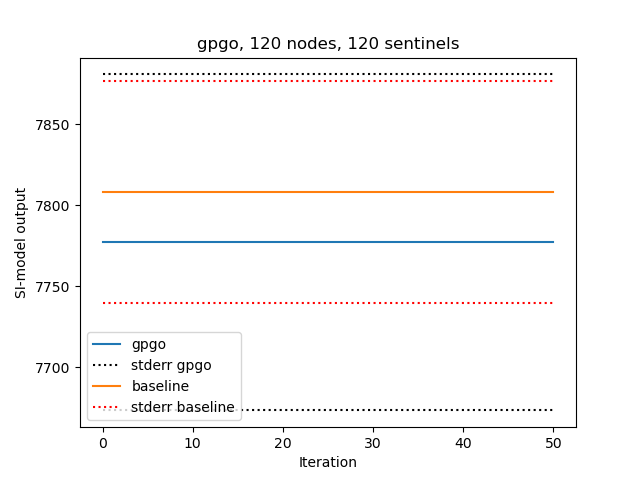 gpgo, 120 nodes, 120 sentinels
7850
7800
7750
7700
SI-model output
gpgo
stderr gpgo
baseline
stderr baseline
0 10 20 30 40 50
Iteration